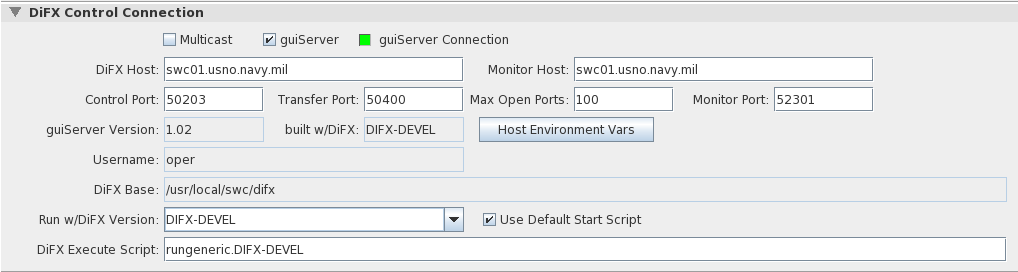 DiFX Control Connection
Multicast guiServer guiServer Connection
DiFX Host: swc01.usno.navy.mil Monitor Host: swc01.usno.navy.mil
Control Port: 50203 Transfer Port: 50400 Max Open Ports: 100 Monitor Port: 52301
guiServer Version: 1.02 built w/DiFX: DIFX-DEVEL Host Environment Vars
Username: oper
DiFX Base: /usr/local/swc/difx
Run w/DiFX Version: DIFX-DEVEL Use Default Start Script
DiFX Execute Script: rungeneric.DIFX-DEVEL